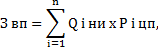 З вп = n ∑ i=1 Q і ни х Р і цп,